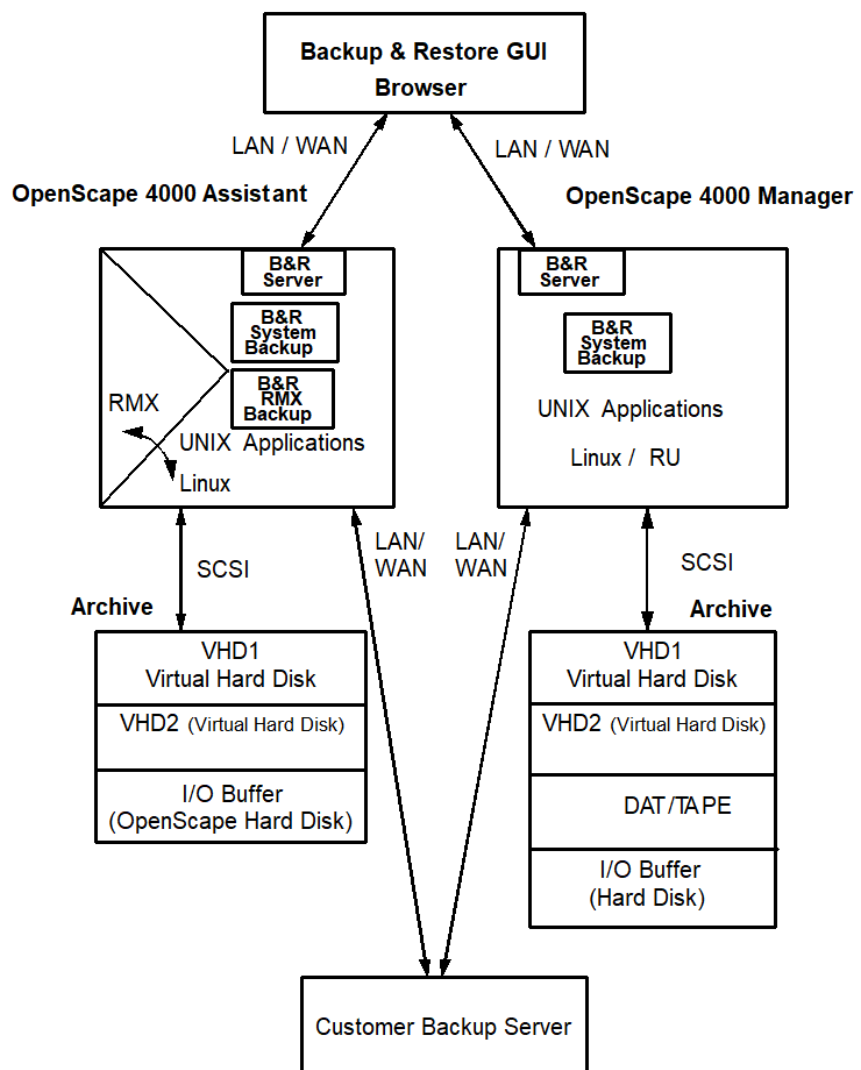 Backup & Restore GUI
Browser
LAN / WAN
LAN / WAN
OpenScape 4000 Assistant
OpenScape 4000 Manager
B&R
Server
B&R
System
Backup
B&R
RMX
Backup
RMX
UNIX Applications
Linux
B&R
Server
B&R
System
Backup
UNIX Applications
Linux / RU
SCSI
LAN/
WAN
LAN/
WAN
SCSI
Archive
Archive
VHD1
Virtual Hard Disk
VHD2 (Virtual Hard Disk)
I/O Buffer
(OpenScape Hard Disk)
VHD1
Virtual Hard Disk
VHD2 (Virtual Hard Disk)
DAT/TAPE
I/O Buffer
(Hard Disk)
Customer Backup Server